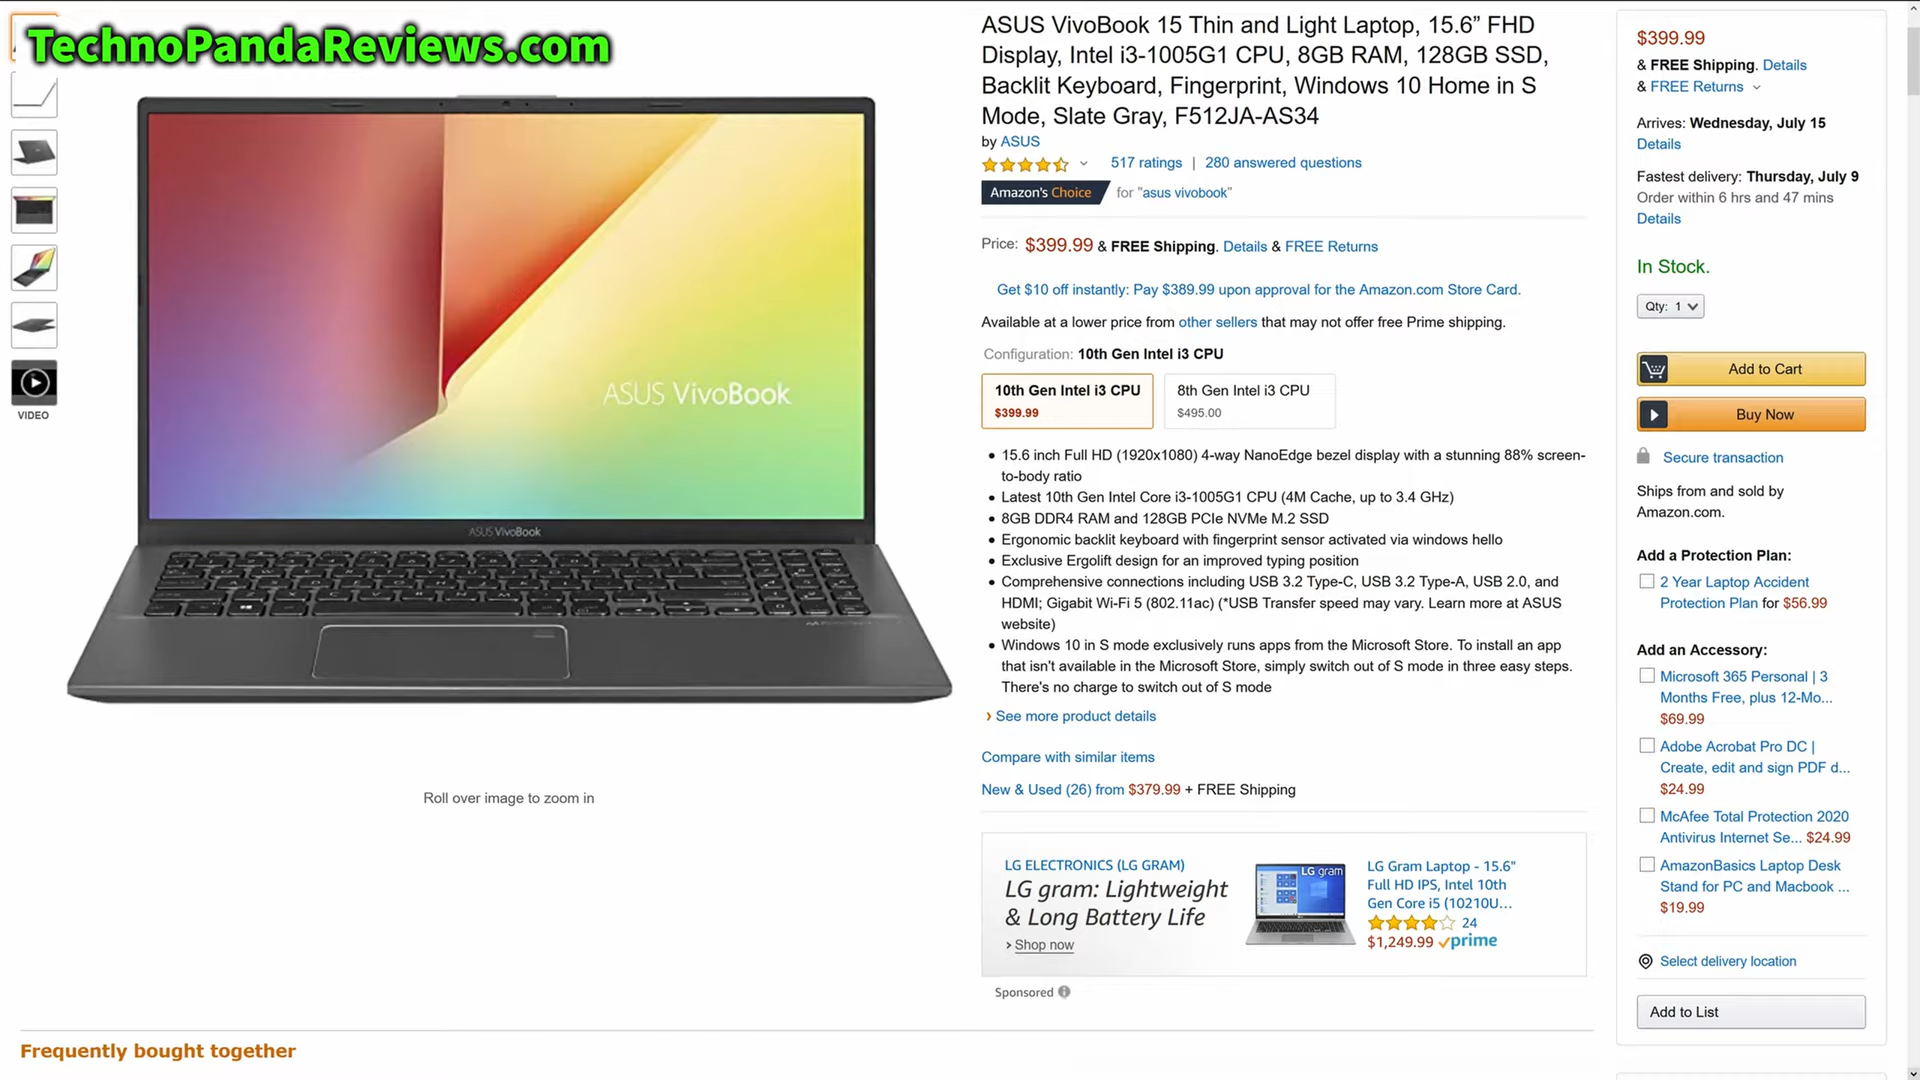 TechnoPandaReviews.com
VIDEO
ASUS VivoBook
ASUS VivoBook
Roll over image to zoom in
ASUS VivoBook 15 Thin and Light Laptop, 15.6” FHD
Display, Intel i3-1005G1 CPU, 8GB RAM, 128GB SSD,
Backlit Keyboard, Fingerprint, Windows 10 Home in S
Mode, Slate Gray, F512JA-AS34
by ASUS
517 ratings | 280 answered questions
Amazon's Choice for "asus vivobook"
Price: $399.99 & FREE Shipping. Details & FREE Returns
Get $10 off instantly: Pay $389.99 upon approval for the Amazon.com Store Card.
Available at a lower price from other sellers that may not offer free Prime shipping.
Configuration: 10th Gen Intel i3 CPU
10th Gen Intel i3 CPU
$399.99
8th Gen Intel i3 CPU
$495.00
• 15.6 inch Full HD (1920x1080) 4-way NanoEdge bezel display with a stunning 88% screen-
to-body ratio
• Latest 10th Gen Intel Core i3-1005G1 CPU (4M Cache, up to 3.4 GHz)
• 8GB DDR4 RAM and 128GB PCIe NVMe M.2 SSD
• Ergonomic backlit keyboard with fingerprint sensor activated via windows hello
• Exclusive Ergolift design for an improved typing position
• Comprehensive connections including USB 3.2 Type-C, USB 3.2 Type-A, USB 2.0, and
HDMI; Gigabit Wi-Fi 5 (802.11ac) (*USB Transfer speed may vary. Learn more at ASUS
website)
• Windows 10 in S mode exclusively runs apps from the Microsoft Store. To install an app
that isn't available in the Microsoft Store, simply switch out of S mode in three easy steps.
There's no charge to switch out of S mode
› See more product details
Compare with similar items
New & Used (26) from $379.99 + FREE Shipping
LG ELECTRONICS (LG GRAM)
LG gram: Lightweight
& Long Battery Life
› Shop now
LG gram
LG Gram Laptop - 15.6"
Full HD IPS, Intel 10th
Gen Core i5 (10210U...
24
$1,249.99 prime
Sponsored
$399.99
& FREE Shipping. Details
& FREE Returns
Arrives: Wednesday, July 15
Details
Fastest delivery: Thursday, July 9
Order within 6 hrs and 47 mins
Details
In Stock.
Qty: 1
Add to Cart
Buy Now
Secure transaction
Ships from and sold by
Amazon.com.
Add a Protection Plan:
2 Year Laptop Accident
Protection Plan for $56.99
Add an Accessory:
Microsoft 365 Personal | 3
Months Free, plus 12-Mo...
$69.99
Adobe Acrobat Pro DC |
Create, edit and sign PDF d...
$24.99
McAfee Total Protection 2020
Antivirus Internet Se... $24.99
AmazonBasics Laptop Desk
Stand for PC and Macbook ...
$19.99
Select delivery location
Add to List
Frequently bought together